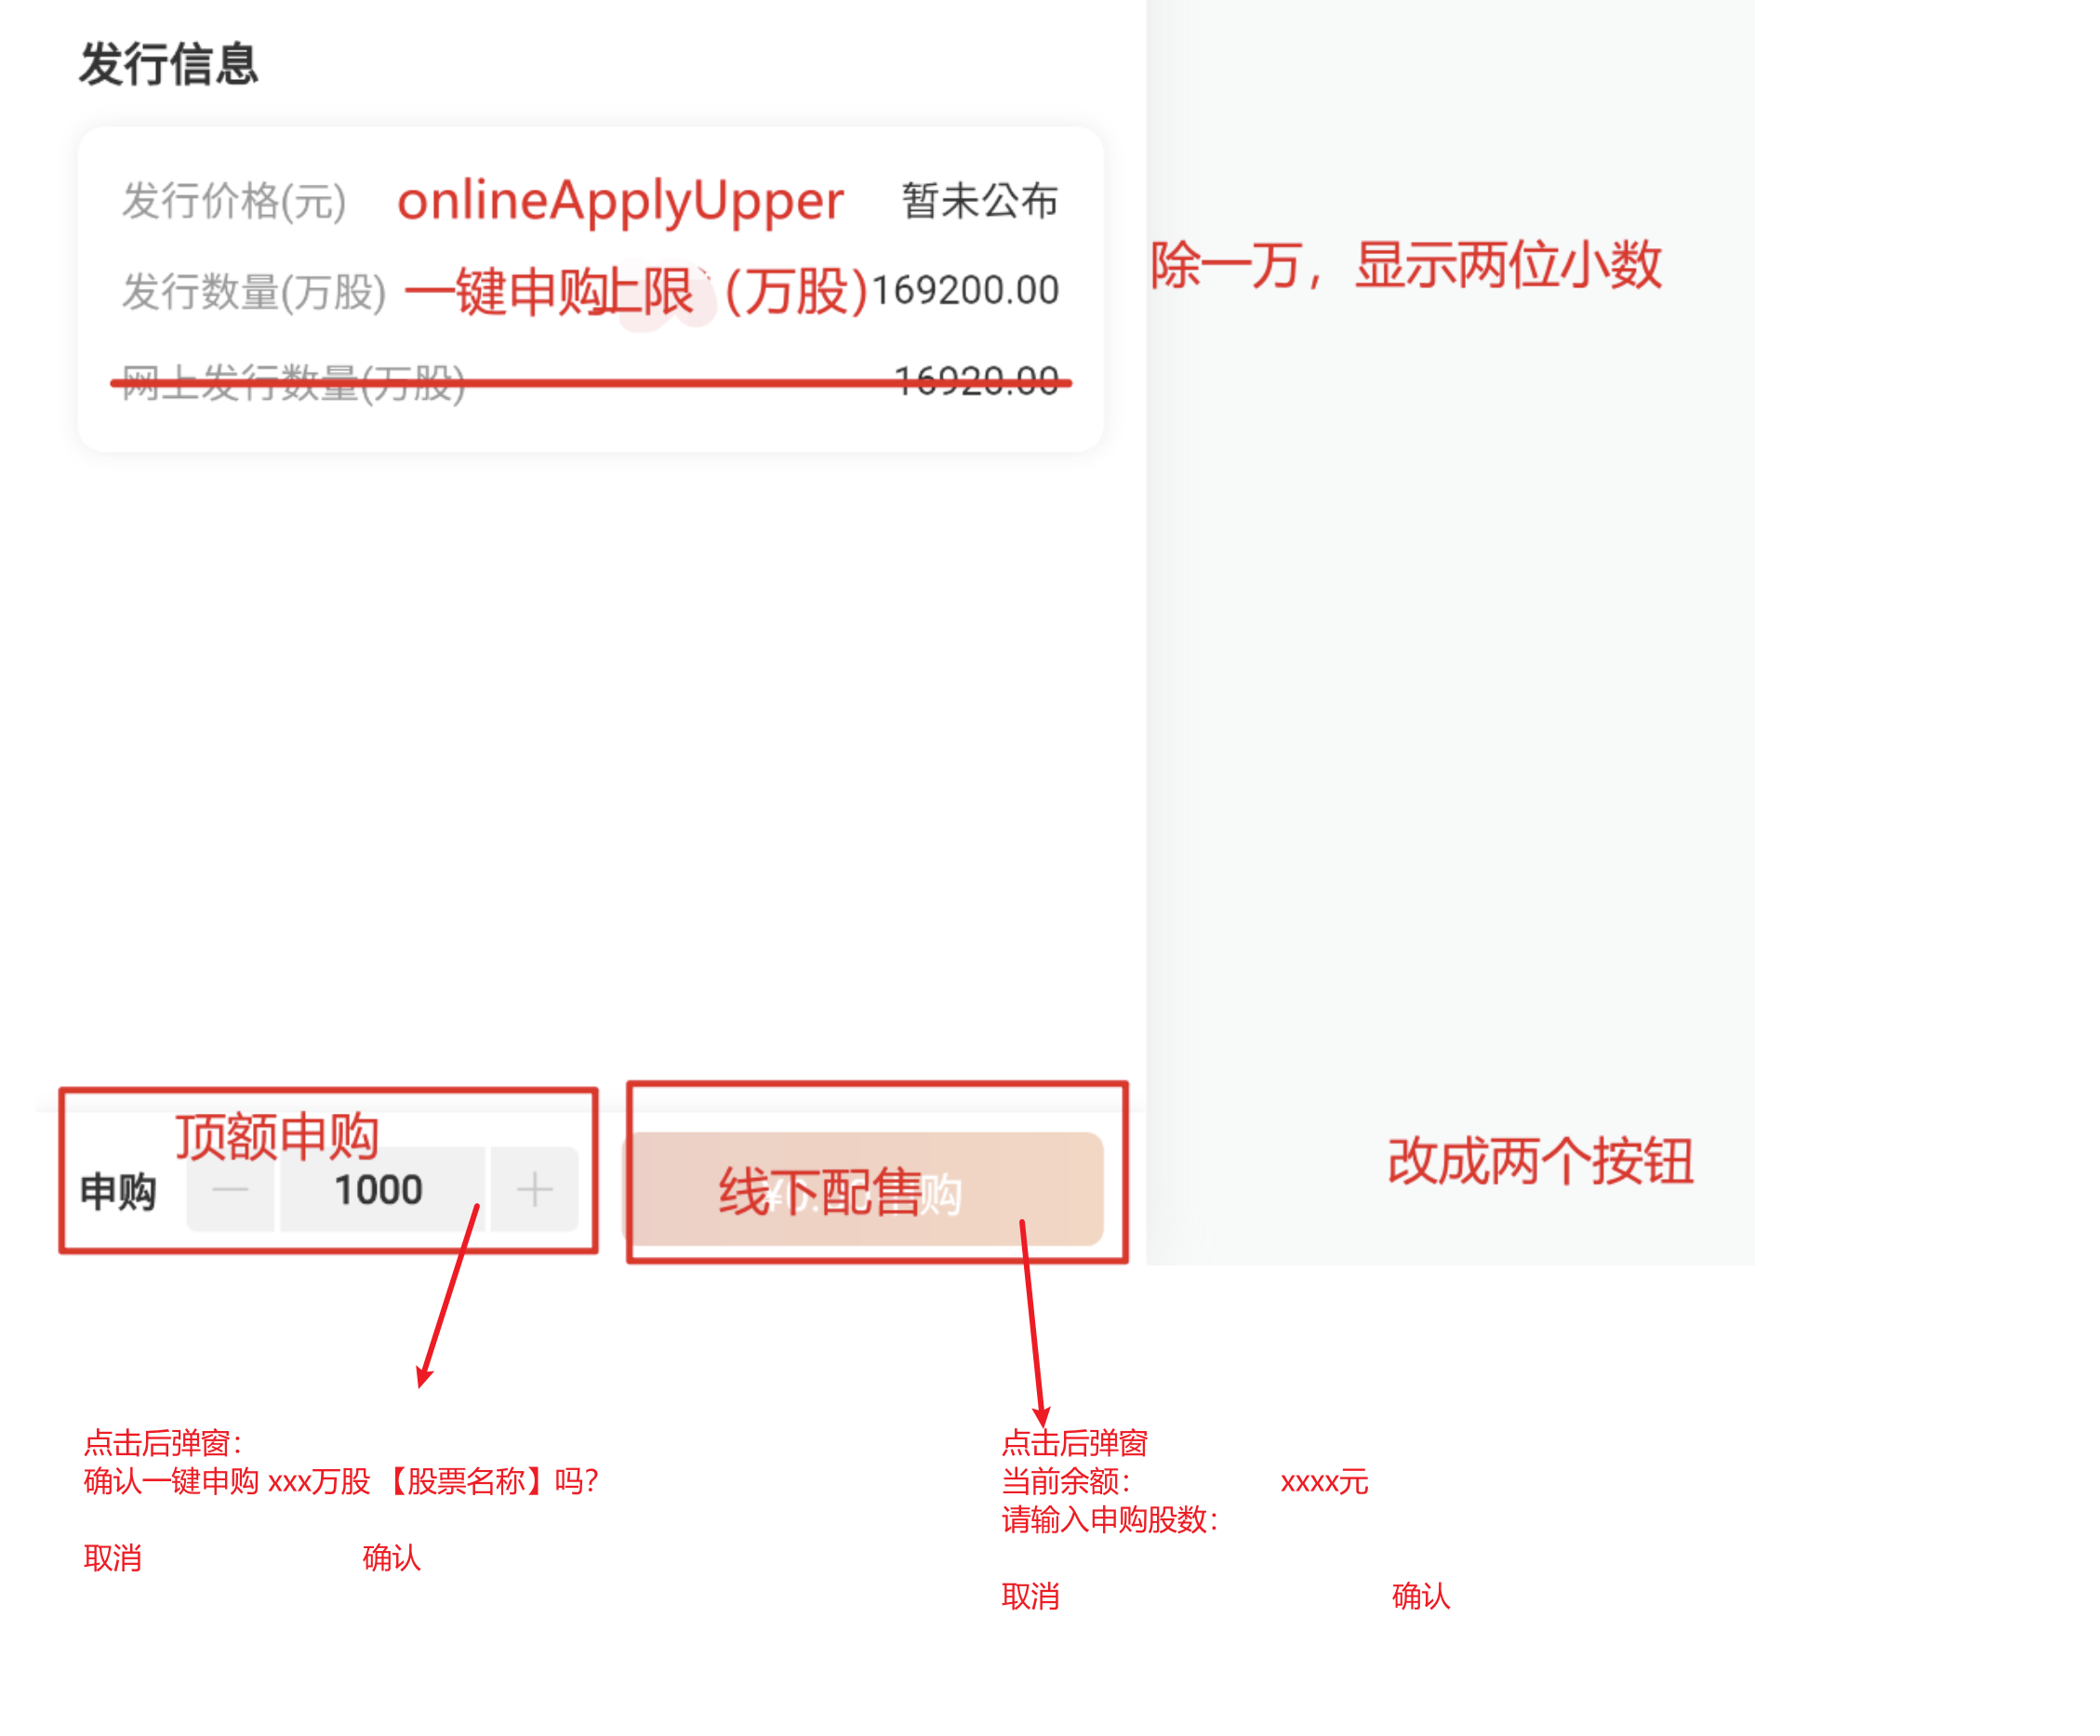 发行信息
发行价格(元) onlineApplyUpper 暂未公布
除一万，显示两位小数
发行数量(万股) 一键申购上限 (万股) 169200.00
网上发行数量(万股) 16920.00
顶额申购
申购 — 1000 +
线下配售 购
改成两个按钮
点击后弹窗：
确认一键申购 xxx万股 【股票名称】吗？
取消 确认
点击后弹窗
当前余额： xxxx元
请输入申购股数：
取消 确认